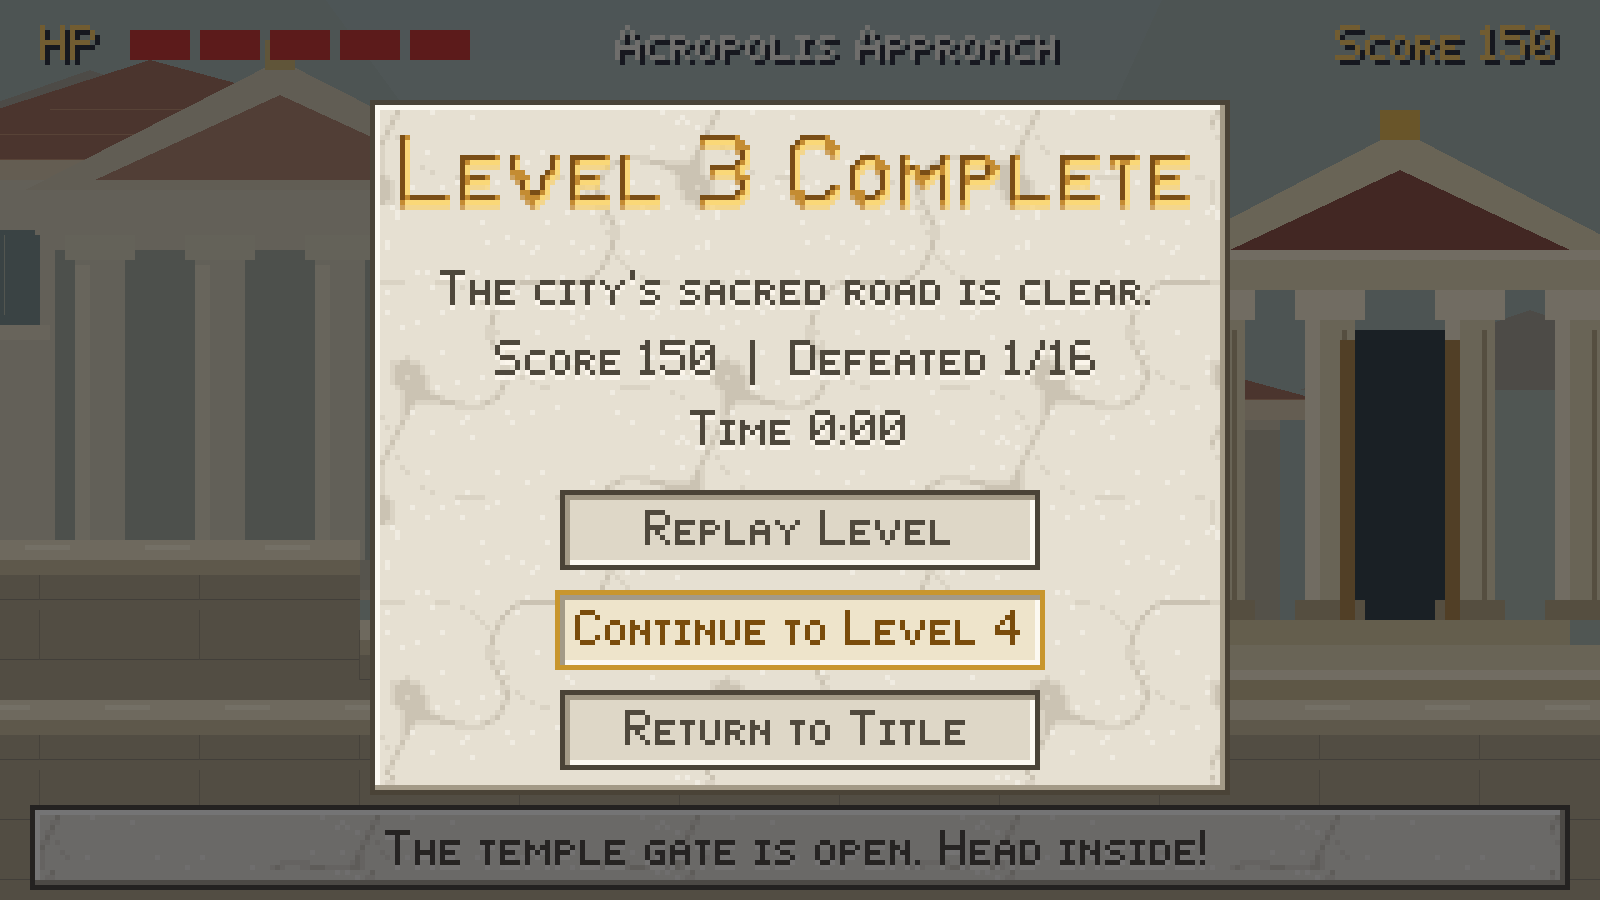 HP
Acropolis Approach
Score 150
Level 3 Complete
The city's sacred road is clear.
Score 150 | Defeated 1/16
Time 0:00
Replay Level
Continue to Level 4
Return to Title
The temple gate is open. Head inside!